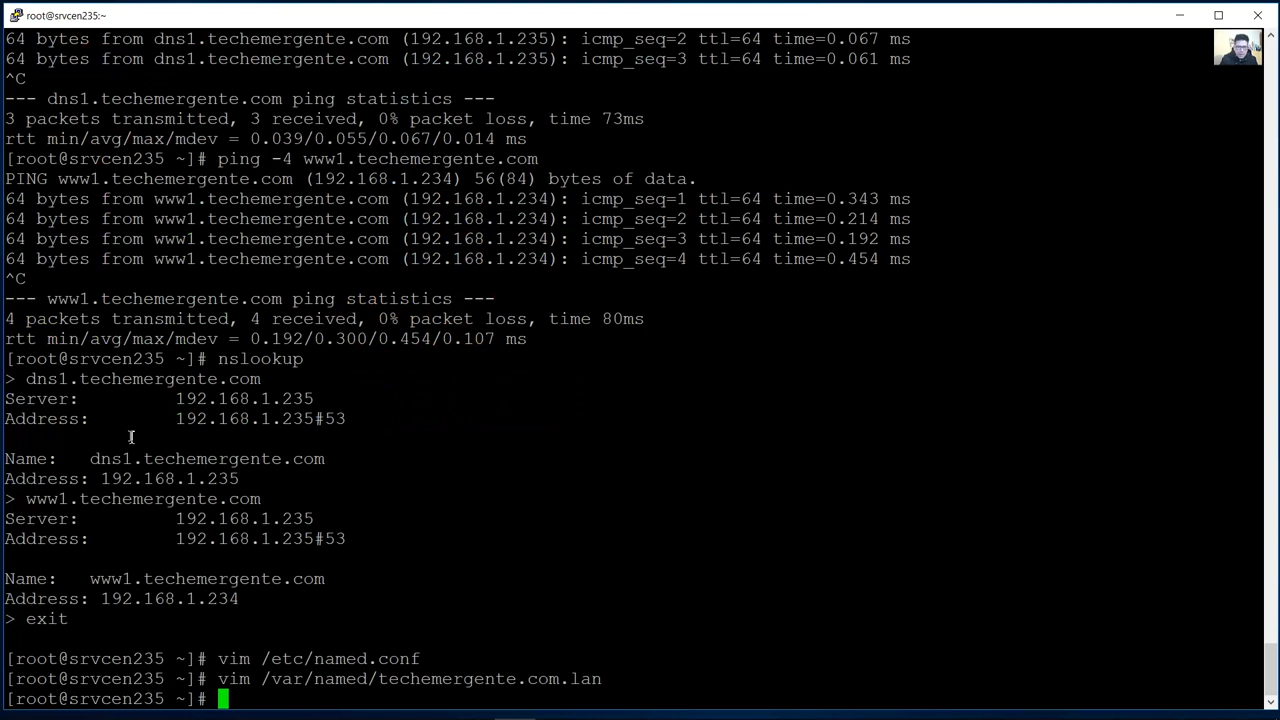 root@srvcen235:~
64 bytes from dns1.techemergente.com (192.168.1.235): icmp_seq=2 ttl=64 time=0.067 ms
64 bytes from dns1.techemergente.com (192.168.1.235): icmp_seq=3 ttl=64 time=0.061 ms
^C
--- dns1.techemergente.com ping statistics ---
3 packets transmitted, 3 received, 0% packet loss, time 73ms
rtt min/avg/max/mdev = 0.039/0.055/0.067/0.014 ms
[root@srvcen235 ~]# ping -4 www1.techemergente.com
PING www1.techemergente.com (192.168.1.234) 56(84) bytes of data.
64 bytes from www1.techemergente.com (192.168.1.234): icmp_seq=1 ttl=64 time=0.343 ms
64 bytes from www1.techemergente.com (192.168.1.234): icmp_seq=2 ttl=64 time=0.214 ms
64 bytes from www1.techemergente.com (192.168.1.234): icmp_seq=3 ttl=64 time=0.192 ms
64 bytes from www1.techemergente.com (192.168.1.234): icmp_seq=4 ttl=64 time=0.454 ms
^C
--- www1.techemergente.com ping statistics ---
4 packets transmitted, 4 received, 0% packet loss, time 80ms
rtt min/avg/max/mdev = 0.192/0.300/0.454/0.107 ms
[root@srvcen235 ~]# nslookup
> dns1.techemergente.com
Server: 192.168.1.235
Address: 192.168.1.235#53
Name: dns1.techemergente.com
Address: 192.168.1.235
> www1.techemergente.com
Server: 192.168.1.235
Address: 192.168.1.235#53
Name: www1.techemergente.com
Address: 192.168.1.234
> exit
[root@srvcen235 ~]# vim /etc/named.conf
[root@srvcen235 ~]# vim /var/named/techemergente.com.lan
[root@srvcen235 ~]#